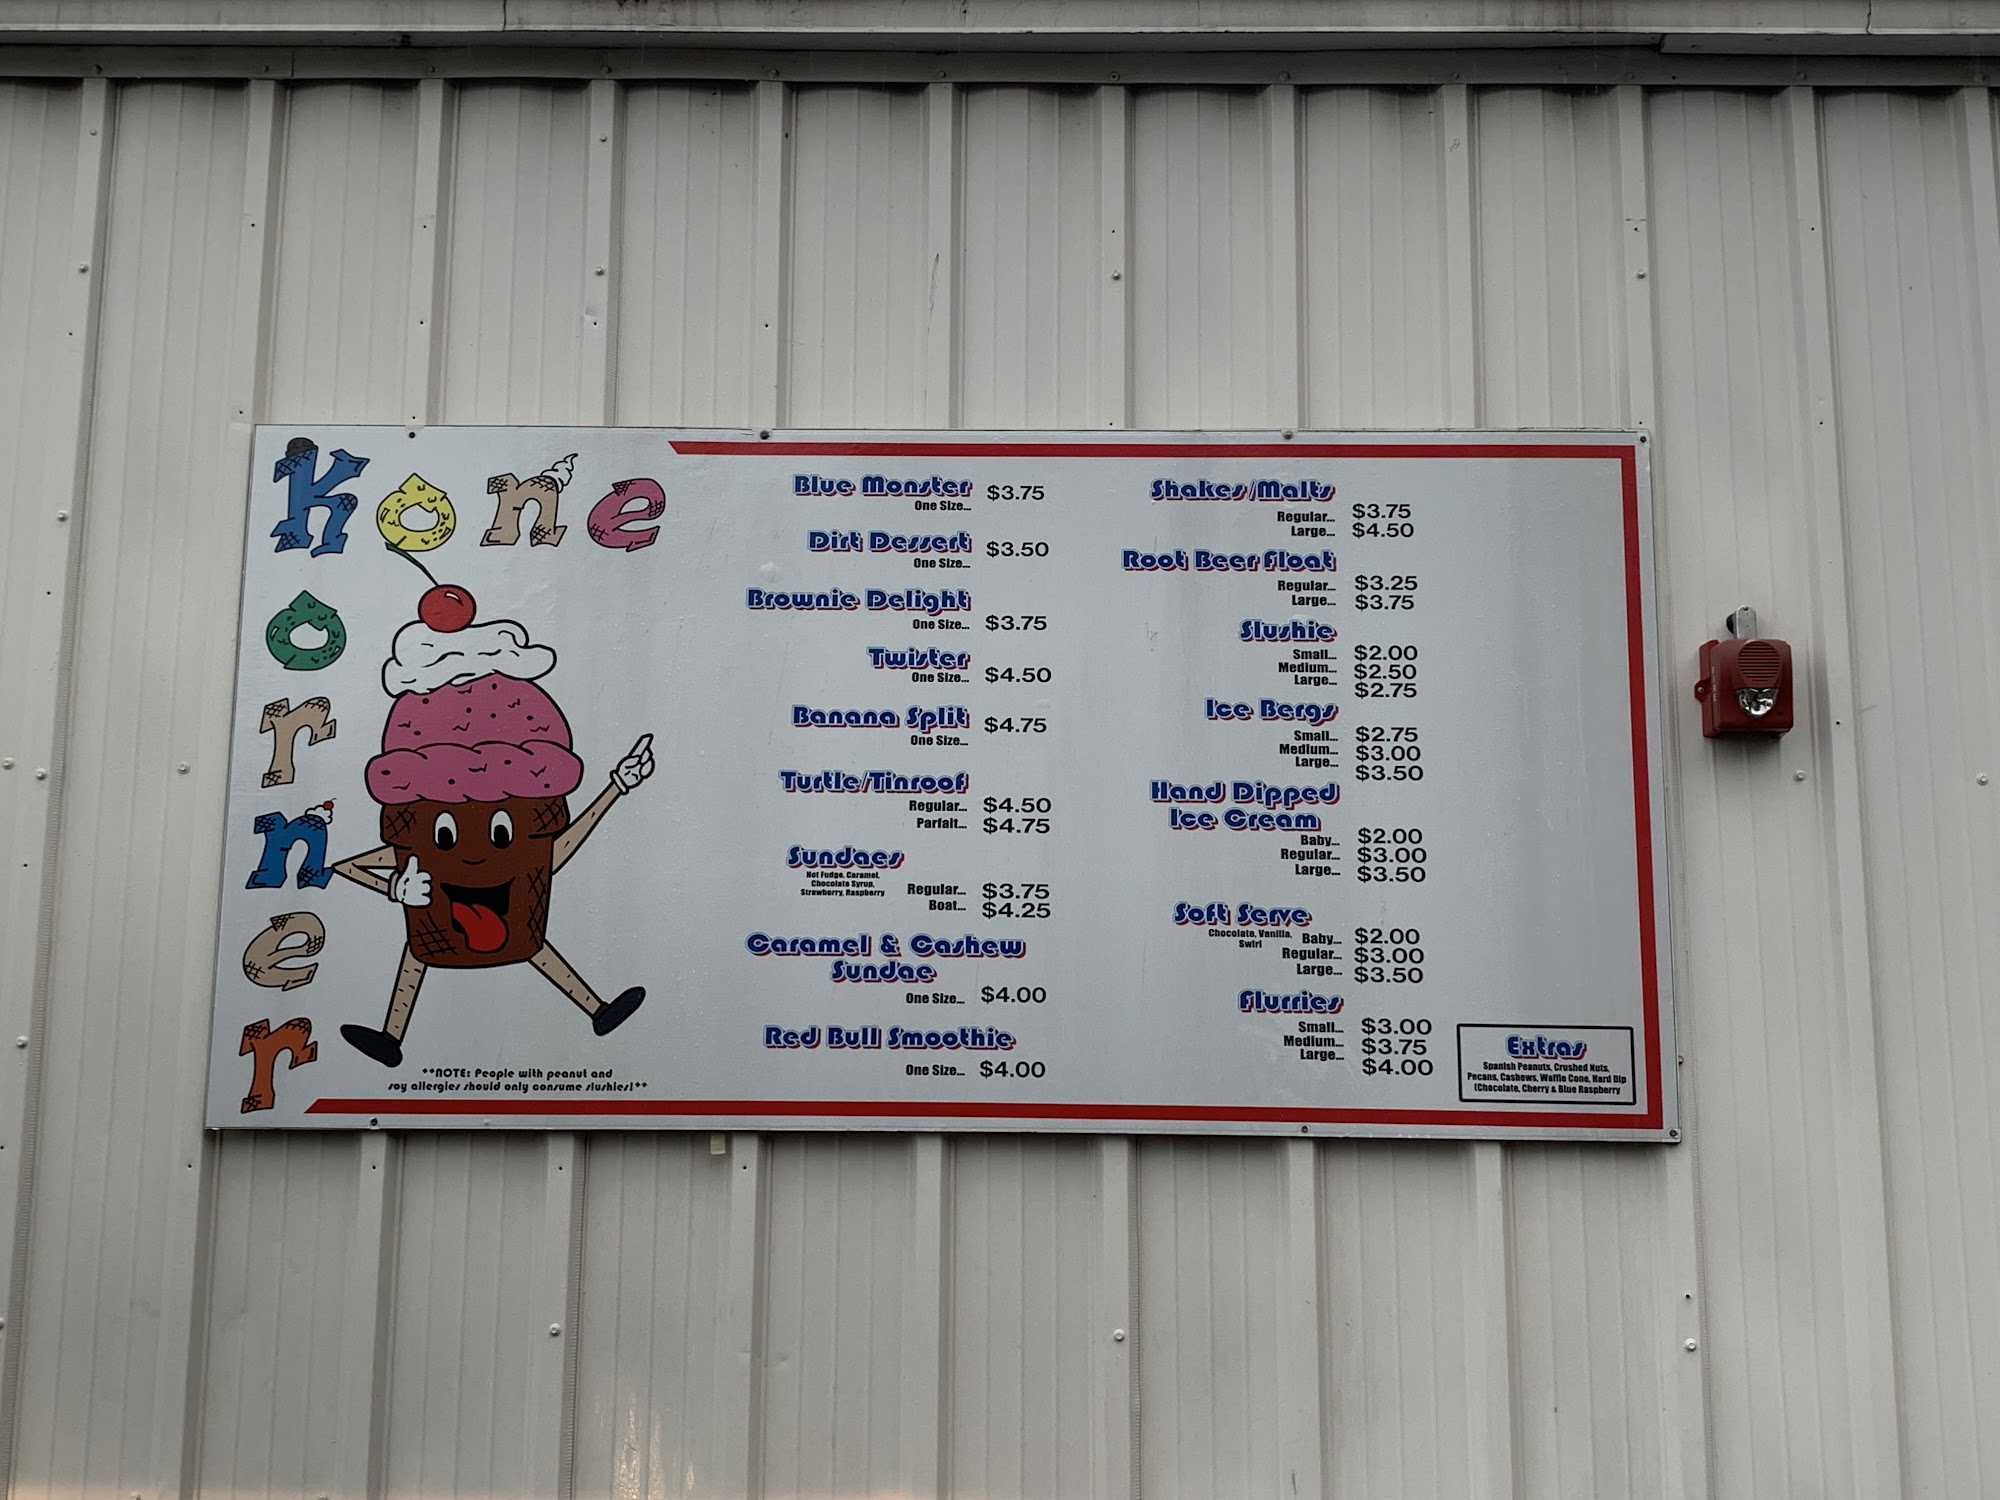 Kone
Korner
Blue Monster
One Size... $3.75
Dirt Dessert
One Size... $3.50
Brownie Delight
One Size... $3.75
Twister
One Size... $4.50
Banana Split
One Size... $4.75
Turtle/Tinroof
Regular... $4.50
Parfait... $4.75
Sundaes
Hot Fudge, Caramel,
Chocolate Syrup,
Strawberry, Raspberry
Regular... $3.75
Boat... $4.25
Caramel & Cashew
Sundae
One Size... $4.00
Red Bull Smoothie
One Size... $4.00
Shakes/Malts
Regular... $3.75
Large... $4.50
Root Beer Float
Regular... $3.25
Large... $3.75
Slushie
Small... $2.00
Medium... $2.50
Large... $2.75
Ice Bergs
Small... $2.75
Medium... $3.00
Large... $3.50
Hand Dipped
Ice Cream
Baby... $2.00
Regular... $3.00
Large... $3.50
Soft Serve
Chocolate, Vanilla,
Swirl
Baby... $2.00
Regular... $3.00
Large... $3.50
Flurries
Small... $3.00
Medium... $3.75
Large... $4.00
Extras
Spanish Peanuts, Crushed Nuts,
Pecans, Cashews, Waffle Cone, Hard Dip
(Chocolate, Cherry & Blue Raspberry
**NOTE: People with peanut and
soy allergies should only consume slushies!**